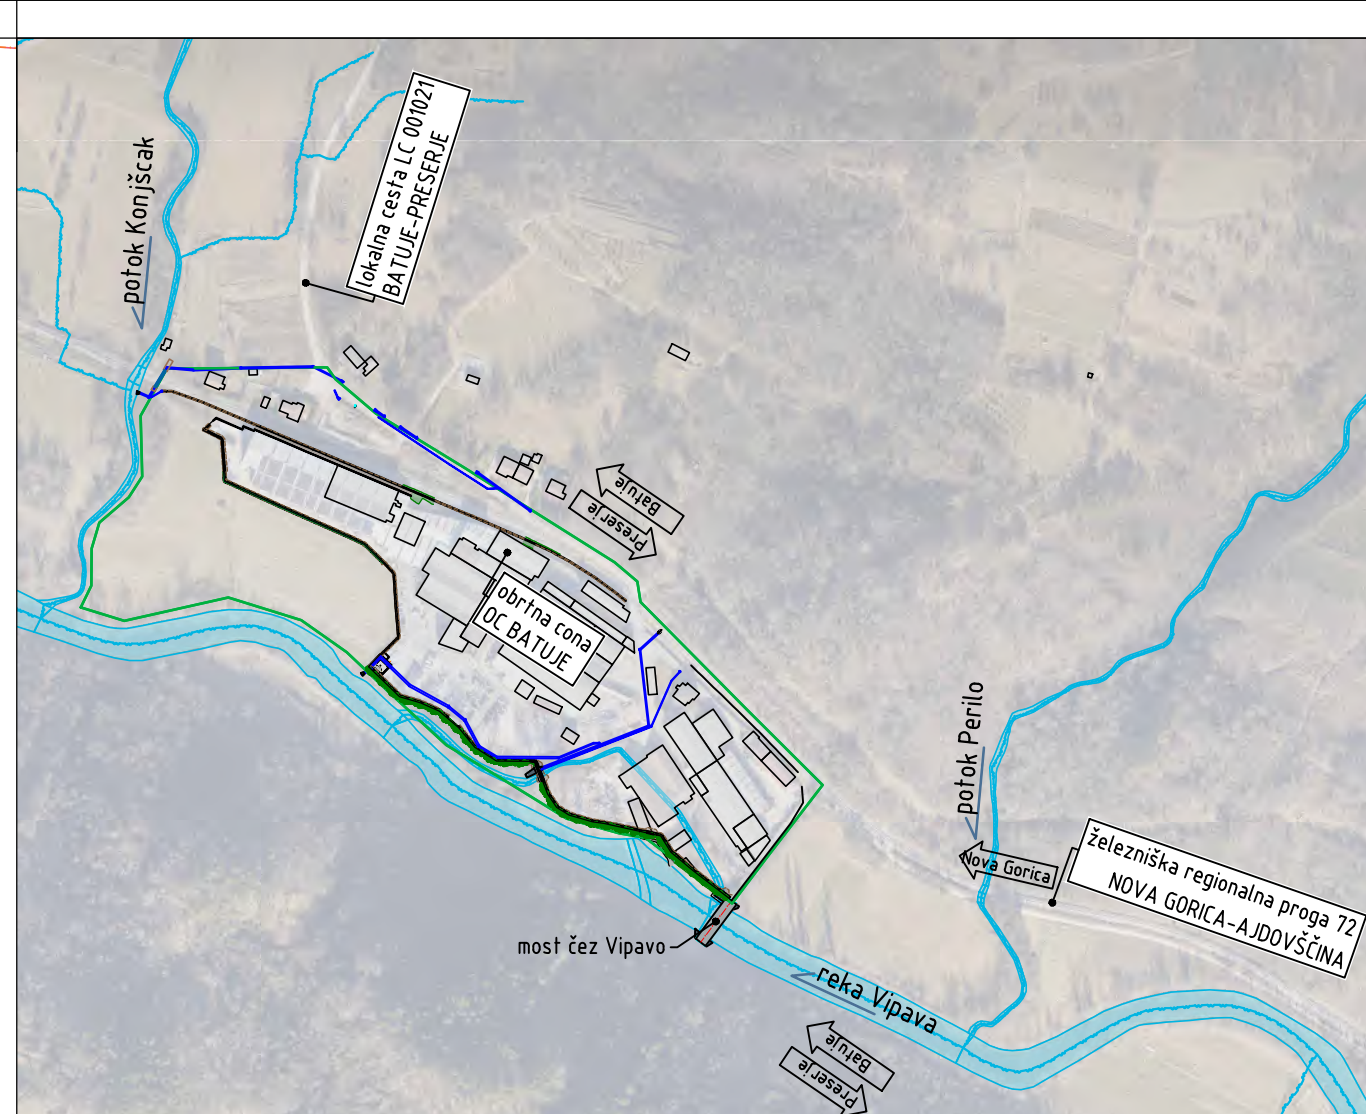 lokalna cesta LC 001021
BATUJE-PRESERJE
potok Konjščak
Batuje
Preserje
obrtna cona
OC BATUJE
potok Perilo
Nova Gorica
železniška regionalna proga 72
NOVA GORICA-AJDOVŠČINA
most čez Vipavo
reka Vipava
Batuje
Preserje